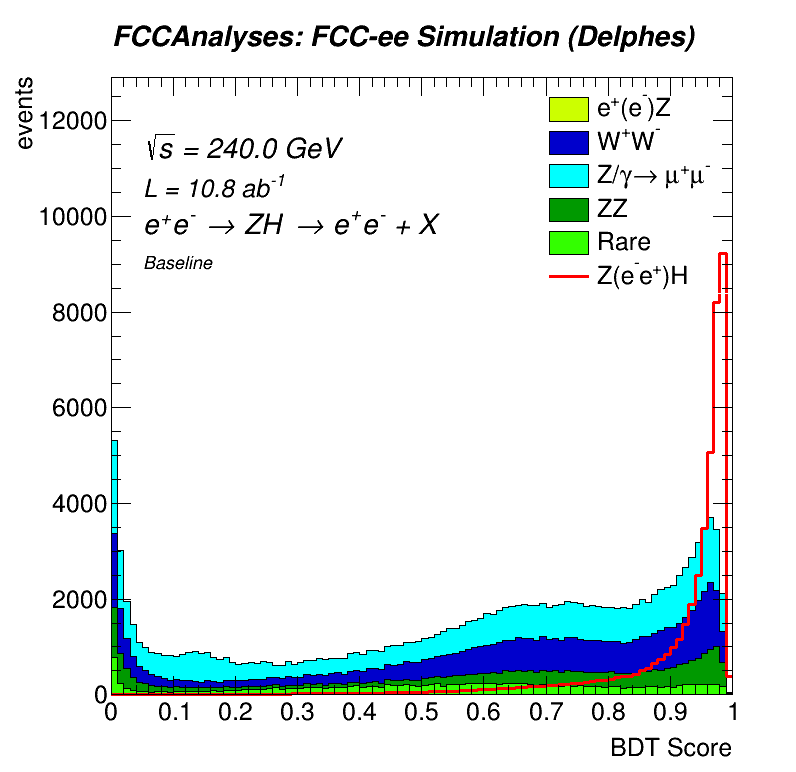 FCCAnalyses: FCC-ee Simulation (Delphes)
events
12000
10000
8000
6000
4000
2000
0
√s = 240.0 GeV
L = 10.8 ab⁻¹
e⁺e⁻ → ZH → e⁺e⁻ + X
Baseline
e⁺(e⁻)Z
W⁺W⁻
Z/γ→ μ⁺μ⁻
ZZ
Rare
Z(e⁻e⁺)H
0 0.1 0.2 0.3 0.4 0.5 0.6 0.7 0.8 0.9 1
BDT Score